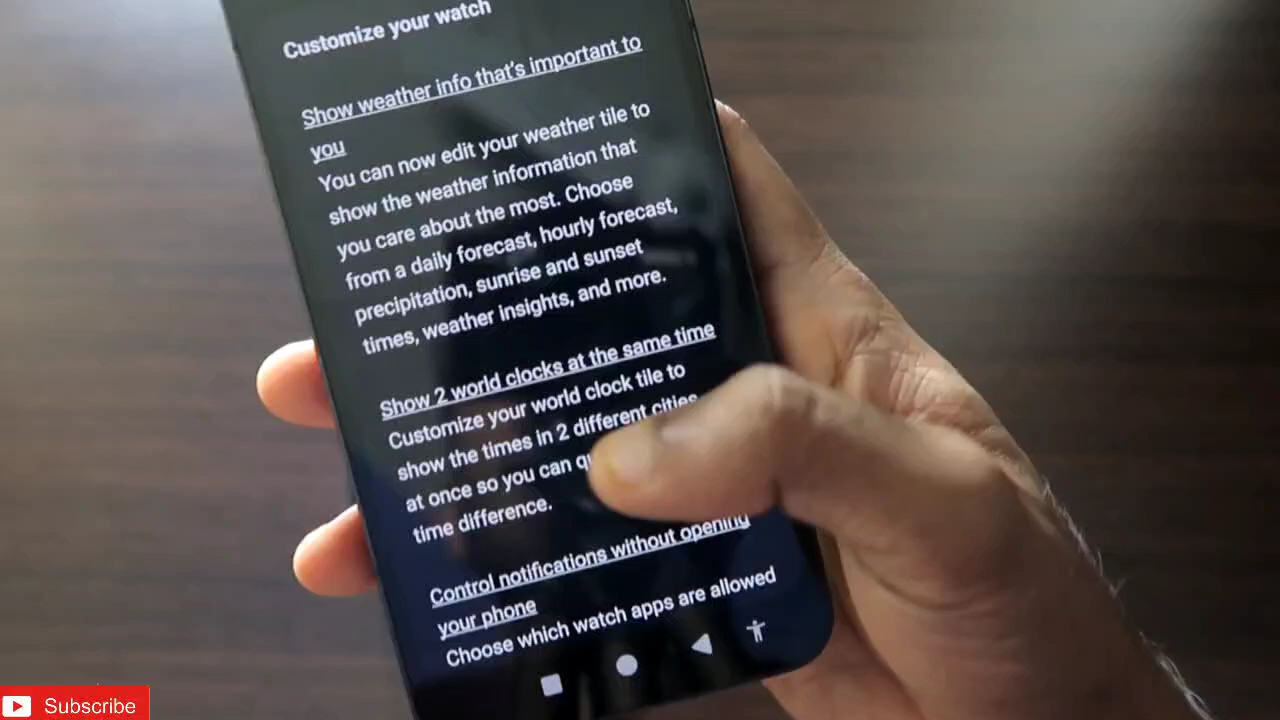 Customize your watch
Show weather info that's important to
you
You can now edit your weather tile to
show the weather information that
you care about the most. Choose
from a daily forecast, hourly forecast,
precipitation, sunrise and sunset
times, weather insights, and more.
Show 2 world clocks at the same time
Customize your world clock tile to
show the times in 2 different cities
at once so you can
time difference.
Control notifications without opening
your phone
Choose which watch apps are allowed
Subscribe